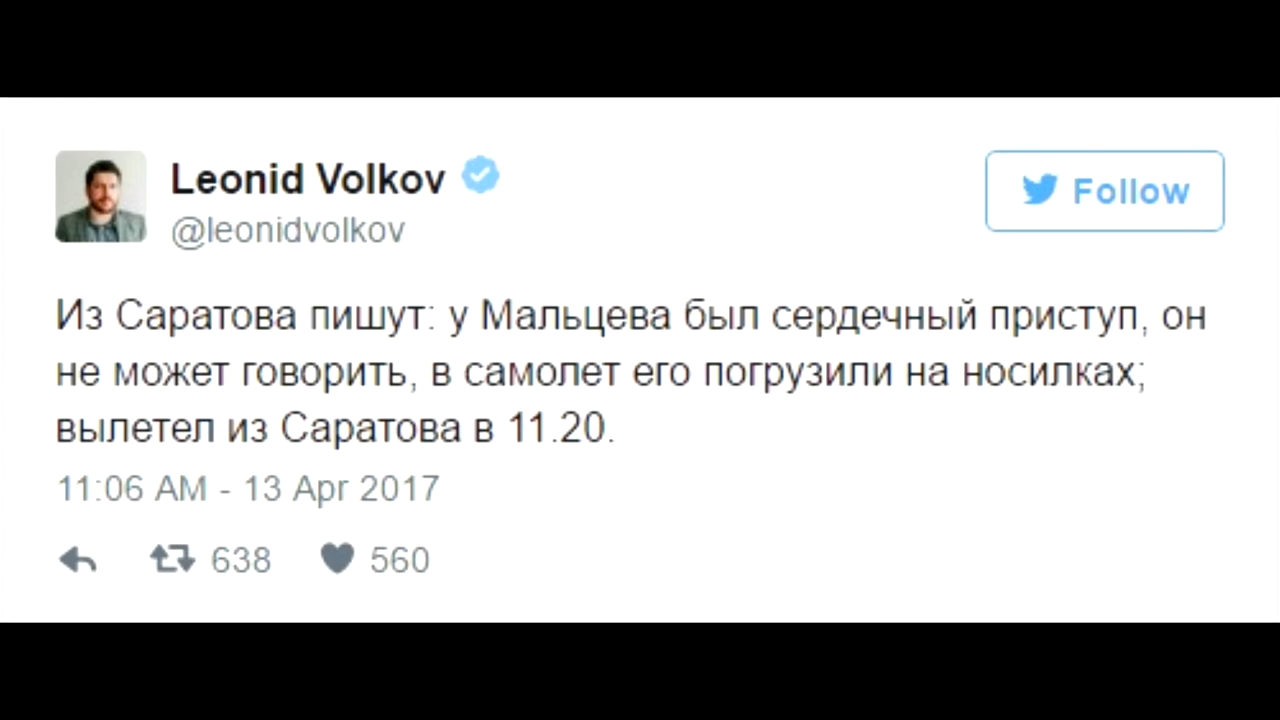 Leonid Volkov
@leonidvolkov
Follow
Из Саратова пишут: у Мальцева был сердечный приступ, он
не может говорить, в самолет его погрузили на носилках;
вылетел из Саратова в 11.20.
11:06 AM - 13 Apr 2017
638 560